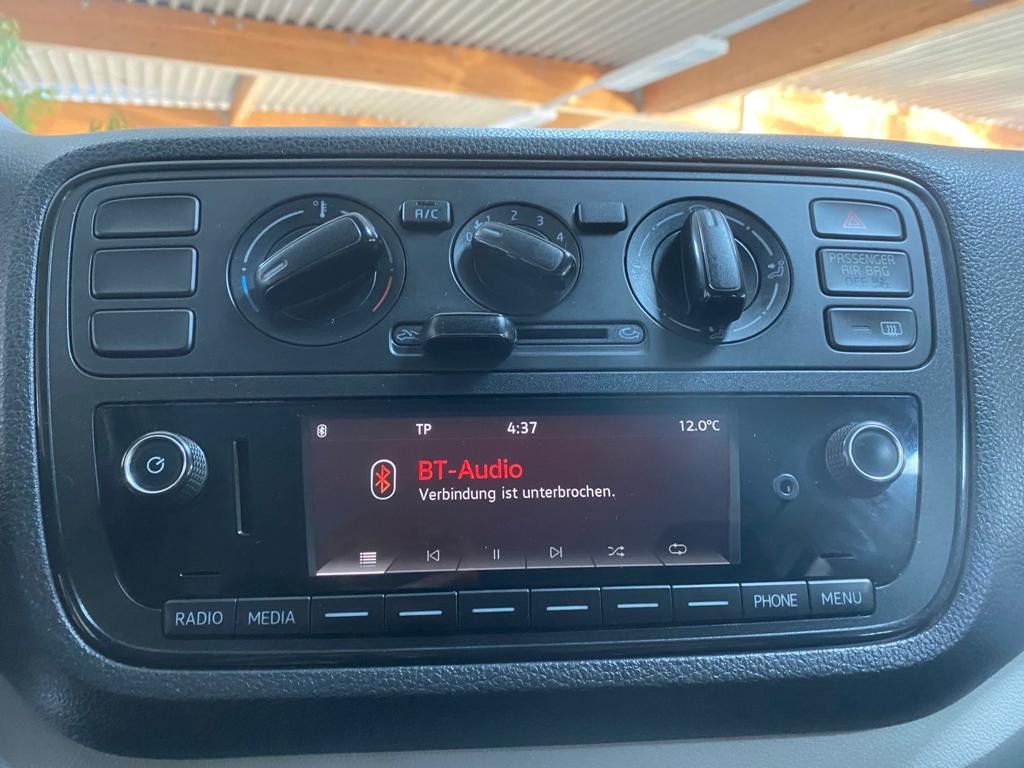 A/C
0 1 2 3 4
PASSENGER
AIR BAG
OFF
TP 4:37 12.0°C
BT-Audio
Verbindung ist unterbrochen.
RADIO MEDIA PHONE MENU